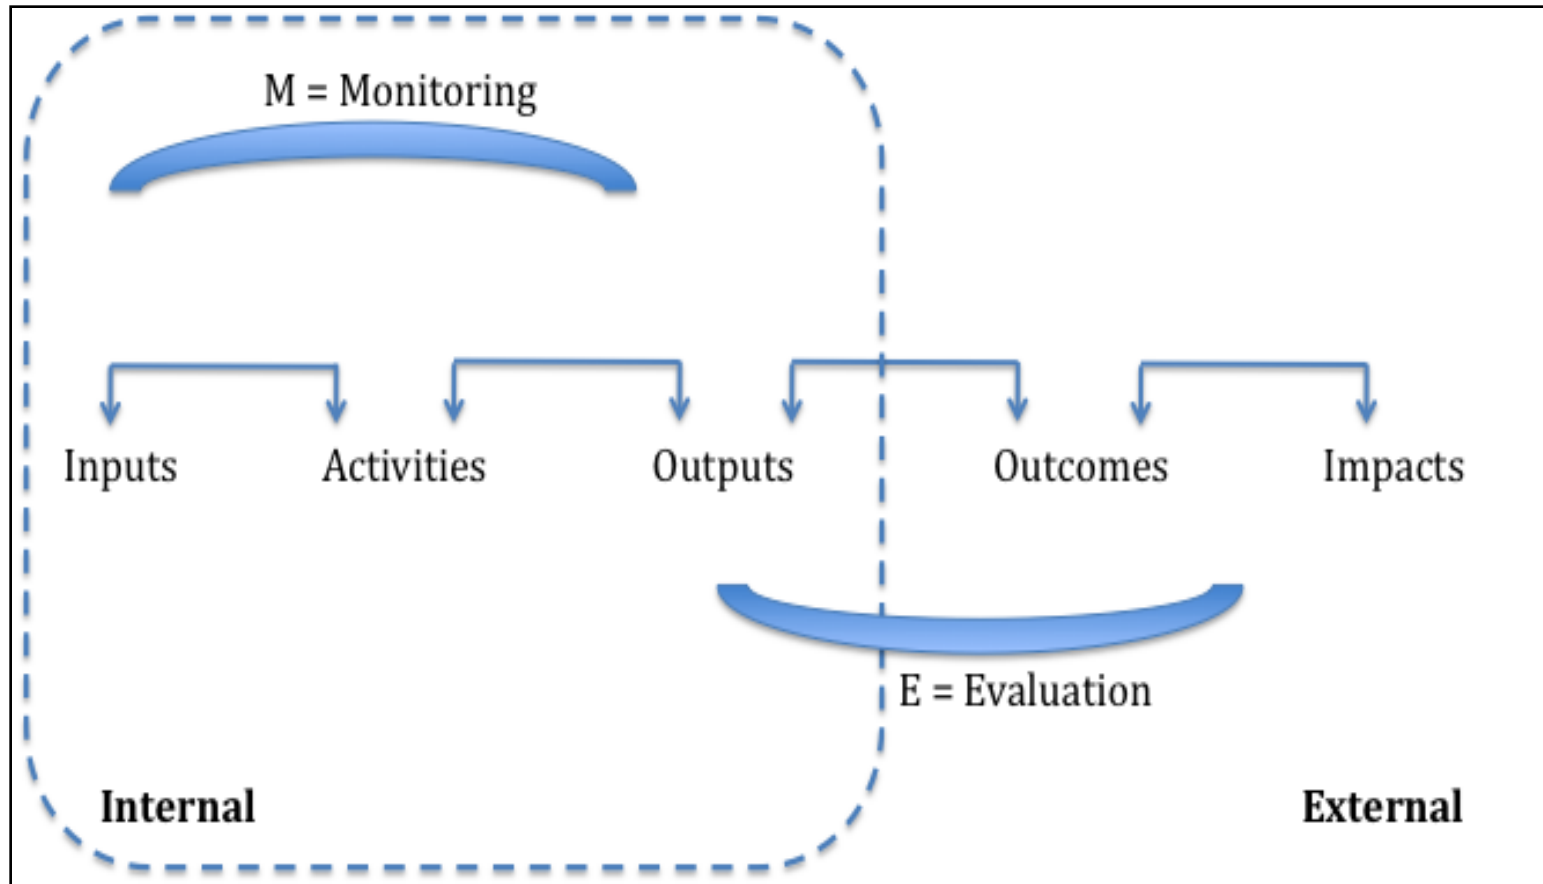 M = Monitoring
Inputs Activities Outputs Outcomes Impacts
E = Evaluation
Internal External